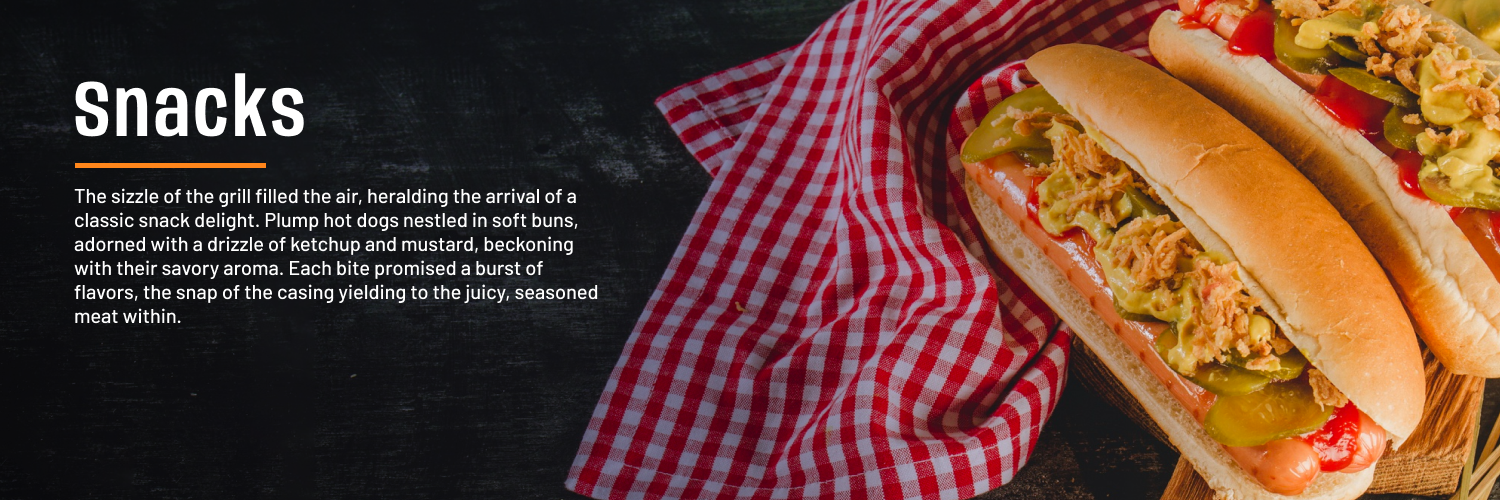 Snacks
The sizzle of the grill filled the air, heralding the arrival of a
classic snack delight. Plump hot dogs nestled in soft buns,
adorned with a drizzle of ketchup and mustard, beckoning
with their savory aroma. Each bite promised a burst of
flavors, the snap of the casing yielding to the juicy, seasoned
meat within.